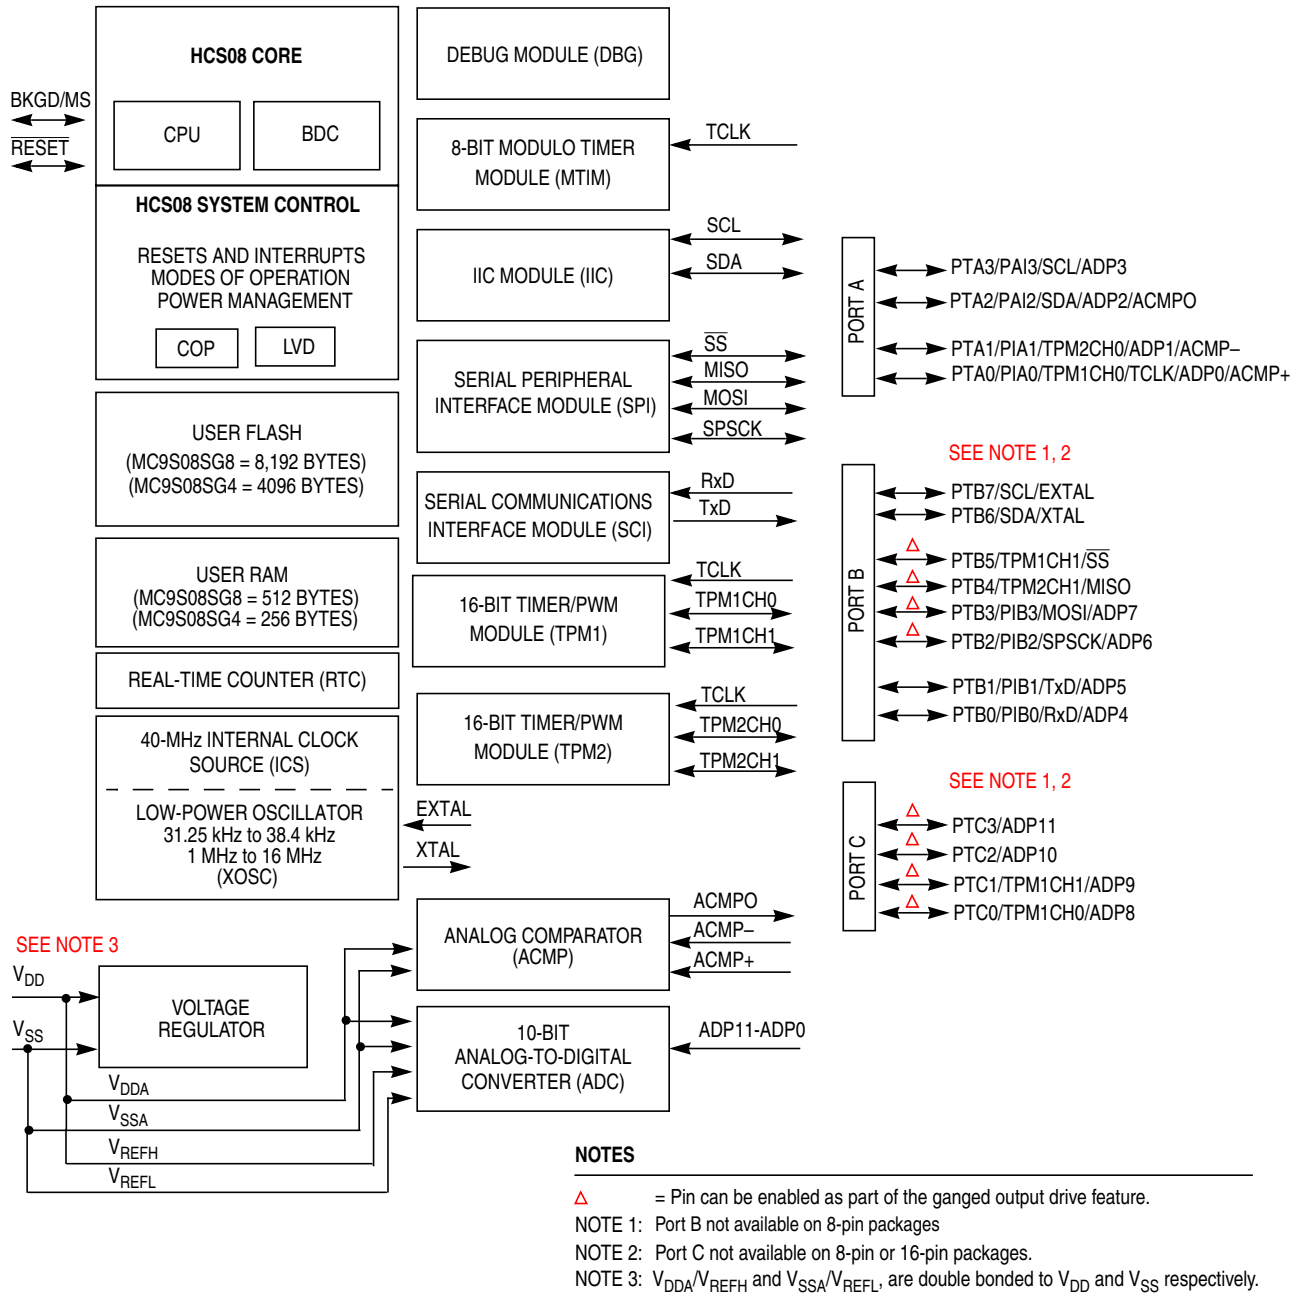 HCS08 CORE
CPU
BDC
BKGD/MS
RESET
HCS08 SYSTEM CONTROL
RESETS AND INTERRUPTS
MODES OF OPERATION
POWER MANAGEMENT
COP
LVD
USER FLASH
(MC9S08SG8 = 8,192 BYTES)
(MC9S08SG4 = 4096 BYTES)
USER RAM
(MC9S08SG8 = 512 BYTES)
(MC9S08SG4 = 256 BYTES)
REAL-TIME COUNTER (RTC)
40-MHz INTERNAL CLOCK
SOURCE (ICS)
LOW-POWER OSCILLATOR
31.25 kHz to 38.4 kHz
1 MHz to 16 MHz
(XOSC)
EXTAL
XTAL
SEE NOTE 3
VDD
VSS
VOLTAGE
REGULATOR
VDDA
VSSA
VREFH
VREFL
DEBUG MODULE (DBG)
8-BIT MODULO TIMER
MODULE (MTIM)
TCLK
IIC MODULE (IIC)
SCL
SDA
SERIAL PERIPHERAL
INTERFACE MODULE (SPI)
SS
MISO
MOSI
SPSCK
SERIAL COMMUNICATIONS
INTERFACE MODULE (SCI)
RxD
TxD
16-BIT TIMER/PWM
MODULE (TPM1)
TCLK
TPM1CH0
TPM1CH1
16-BIT TIMER/PWM
MODULE (TPM2)
TCLK
TPM2CH0
TPM2CH1
ANALOG COMPARATOR
(ACMP)
ACMPO
ACMP–
ACMP+
10-BIT
ANALOG-TO-DIGITAL
CONVERTER (ADC)
ADP11-ADP0
PORT A
PTA3/PAI3/SCL/ADP3
PTA2/PAI2/SDA/ADP2/ACMPO
PTA1/PIA1/TPM2CH0/ADP1/ACMP–
PTA0/PIA0/TPM1CH0/TCLK/ADP0/ACMP+
SEE NOTE 1, 2
PORT B
PTB7/SCL/EXTAL
PTB6/SDA/XTAL
Δ PTB5/TPM1CH1/SS
Δ PTB4/TPM2CH1/MISO
Δ PTB3/PIB3/MOSI/ADP7
Δ PTB2/PIB2/SPSCK/ADP6
PTB1/PIB1/TxD/ADP5
PTB0/PIB0/RxD/ADP4
SEE NOTE 1, 2
PORT C
Δ PTC3/ADP11
Δ PTC2/ADP10
Δ PTC1/TPM1CH1/ADP9
Δ PTC0/TPM1CH0/ADP8
NOTES
Δ = Pin can be enabled as part of the ganged output drive feature.
NOTE 1: Port B not available on 8-pin packages
NOTE 2: Port C not available on 8-pin or 16-pin packages.
NOTE 3: VDDA/VREFH and VSSA/VREFL, are double bonded to VDD and VSS respectively.